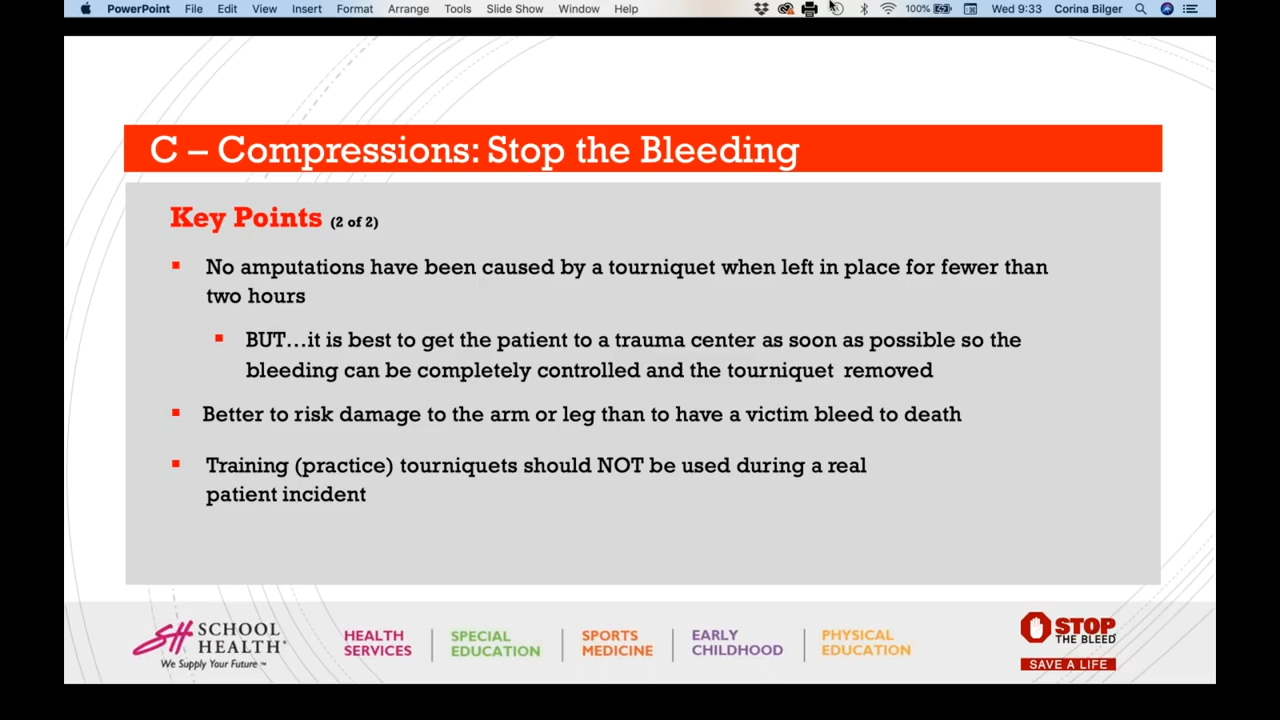 PowerPoint File Edit View Insert Format Arrange Tools Slide Show Window Help 100% Wed 9:33 Corina Bilger
C – Compressions: Stop the Bleeding
Key Points (2 of 2)
No amputations have been caused by a tourniquet when left in place for fewer than
two hours
BUT...it is best to get the patient to a trauma center as soon as possible so the
bleeding can be completely controlled and the tourniquet removed
Better to risk damage to the arm or leg than to have a victim bleed to death
Training (practice) tourniquets should NOT be used during a real
patient incident
SH SCHOOL
HEALTH®
We Supply Your Future ™
HEALTH
SERVICES
SPECIAL
EDUCATION
SPORTS
MEDICINE
EARLY
CHILDHOOD
PHYSICAL
EDUCATION
STOP
THE BLEED
SAVE A LIFE